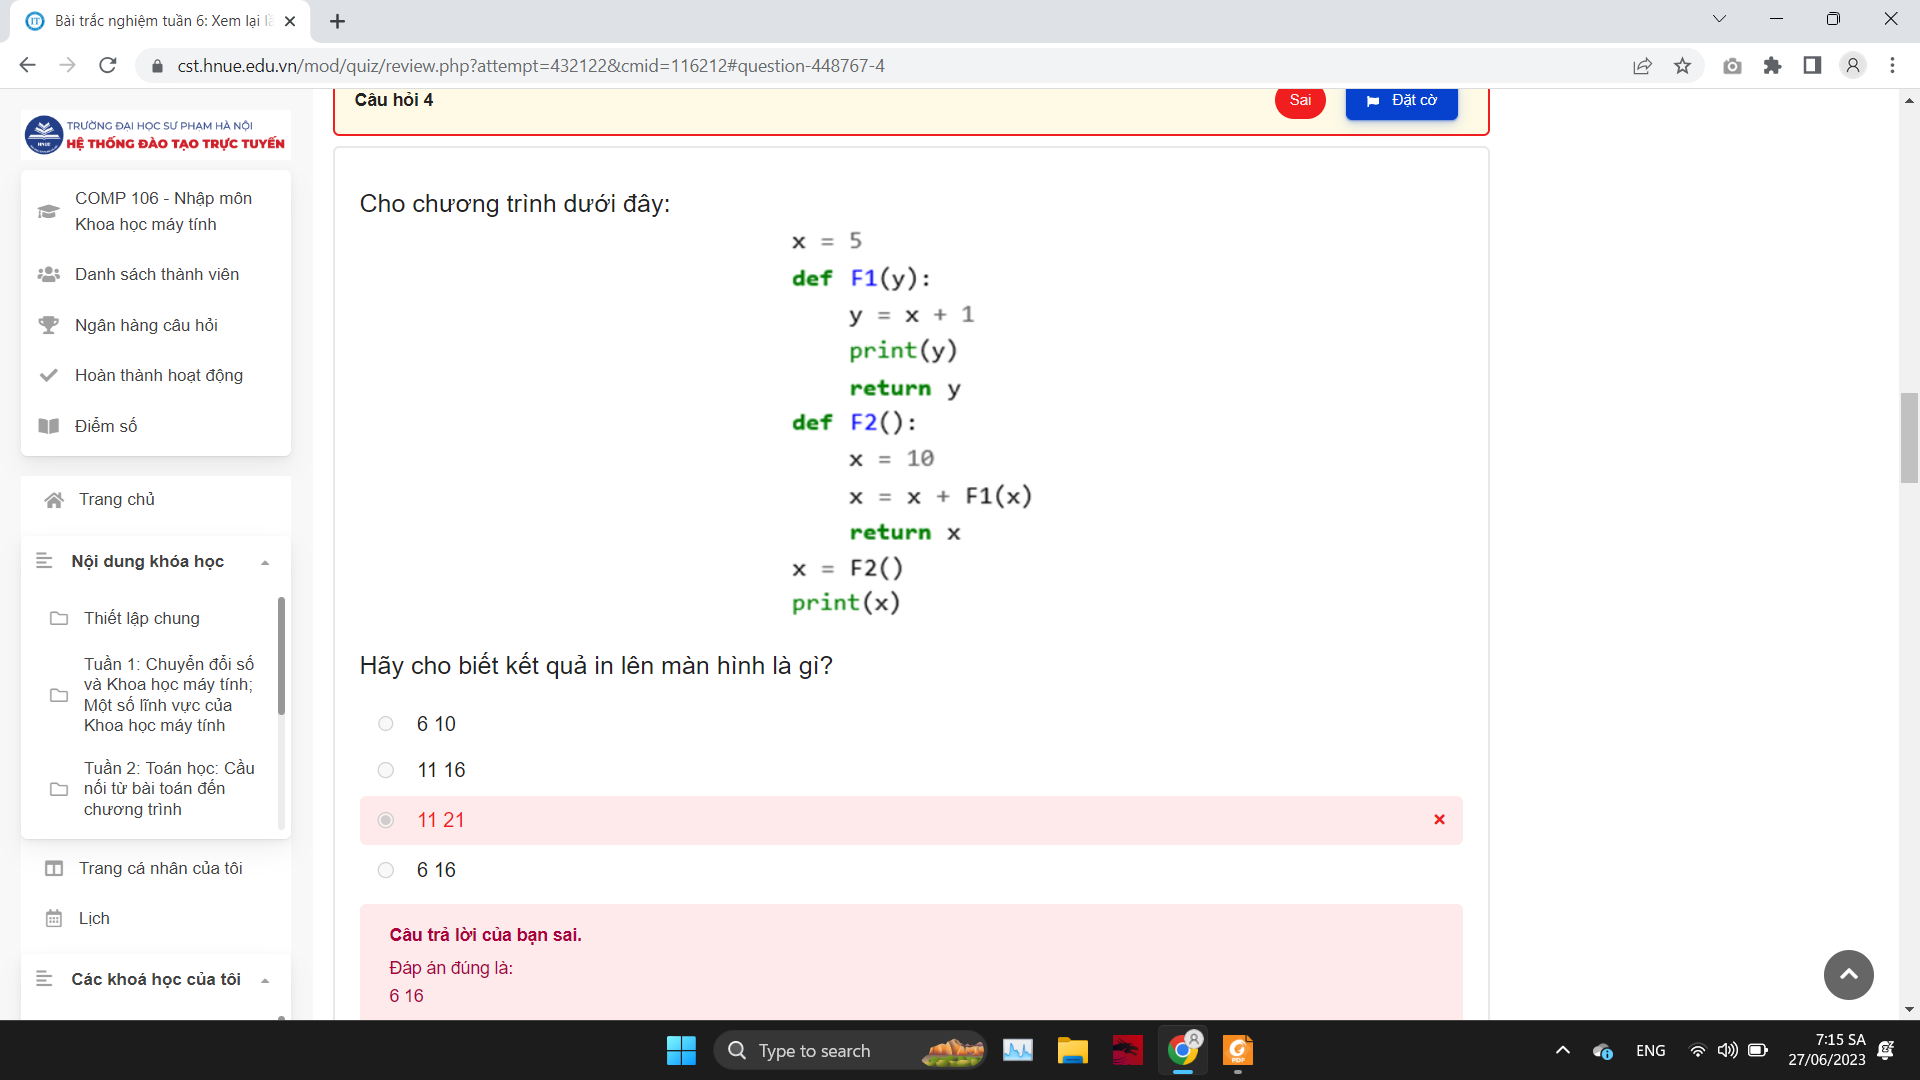 Bài trắc nghiệm tuần 6: Xem lại lầ
cst.hnue.edu.vn/mod/quiz/review.php?attempt=432122&cmid=116212#question-448767-4
TRƯỜNG ĐẠI HỌC SƯ PHẠM HÀ NỘI
HỆ THỐNG ĐÀO TẠO TRỰC TUYẾN
COMP 106 - Nhập môn
Khoa học máy tính
Danh sách thành viên
Ngân hàng câu hỏi
Hoàn thành hoạt động
Điểm số
Trang chủ
Nội dung khóa học
Thiết lập chung
Tuần 1: Chuyển đổi số
và Khoa học máy tính;
Một số lĩnh vực của
Khoa học máy tính
Tuần 2: Toán học: Cầu
nối từ bài toán đến
chương trình
Trang cá nhân của tôi
Lịch
Các khoá học của tôi
Câu hỏi 4
Sai
Đặt cờ
Cho chương trình dưới đây:
x = 5
def F1(y):
    y = x + 1
    print(y)
    return y
def F2():
    x = 10
    x = x + F1(x)
    return x
x = F2()
print(x)
Hãy cho biết kết quả in lên màn hình là gì?
6 10
11 16
11 21
6 16
Câu trả lời của bạn sai.
Đáp án đúng là:
6 16
Type to search
ENG
7:15 SA
27/06/2023